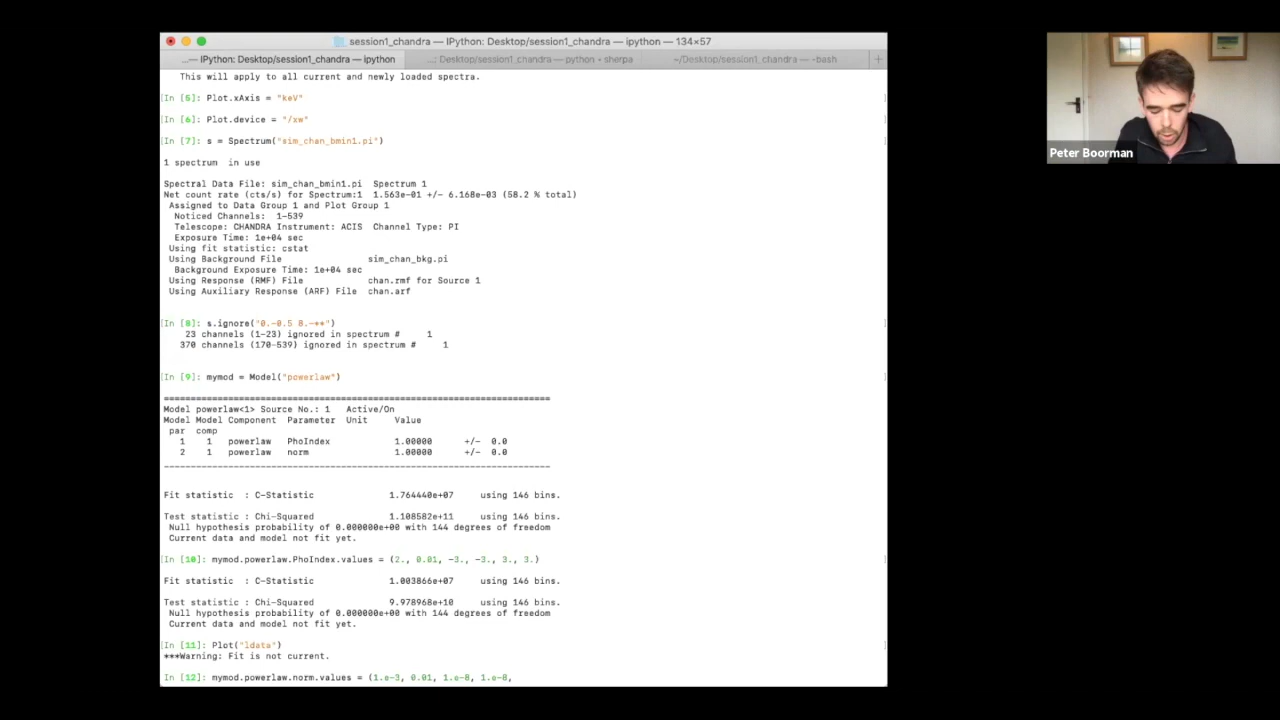 session1_chandra — IPython: Desktop/session1_chandra — ipython — 134×57
...— IPython: Desktop/session1_chandra — ipython
...: Desktop/session1_chandra — python • sherpa
~/Desktop/session1_chandra — -bash
This will apply to all current and newly loaded spectra.
[In [5]: Plot.xAxis = "keV"
[In [6]: Plot.device = "/xw"
[In [7]: s = Spectrum("sim_chan_bmin1.pi")
1 spectrum  in use
Spectral Data File: sim_chan_bmin1.pi  Spectrum 1
Net count rate (cts/s) for Spectrum:1  1.563e-01 +/- 6.168e-03 (58.2 % total)
Assigned to Data Group 1 and Plot Group 1
Noticed Channels:  1-539
Telescope: CHANDRA Instrument: ACIS  Channel Type: PI
Exposure Time: 1e+04 sec
Using fit statistic: cstat
Using Background File                sim_chan_bkg.pi
Background Exposure Time: 1e+04 sec
Using Response (RMF) File            chan.rmf for Source 1
Using Auxiliary Response (ARF) File  chan.arf
[In [8]: s.ignore("0.-0.5 8.-**")
23 channels (1-23) ignored in spectrum #     1
370 channels (170-539) ignored in spectrum #     1
[In [9]: mymod = Model("powerlaw")
========================================================================
Model powerlaw<1> Source No.: 1   Active/On
Model Model Component  Parameter  Unit     Value
par  comp
1    1   powerlaw   PhoIndex            1.00000      +/-  0.0
2    1   powerlaw   norm                1.00000      +/-  0.0
________________________________________________________________________
Fit statistic  : C-Statistic              1.764440e+07     using 146 bins.
Test statistic : Chi-Squared              1.108582e+11     using 146 bins.
Null hypothesis probability of 0.000000e+00 with 144 degrees of freedom
Current data and model not fit yet.
[In [10]: mymod.powerlaw.PhoIndex.values = (2., 0.01, -3., -3., 3., 3.)
Fit statistic  : C-Statistic              1.003866e+07     using 146 bins.
Test statistic : Chi-Squared              9.978968e+10     using 146 bins.
Null hypothesis probability of 0.000000e+00 with 144 degrees of freedom
Current data and model not fit yet.
[In [11]: Plot("ldata")
***Warning: Fit is not current.
In [12]: mymod.powerlaw.norm.values = (1.e-3, 0.01, 1.e-8, 1.e-8,
Peter Boorman